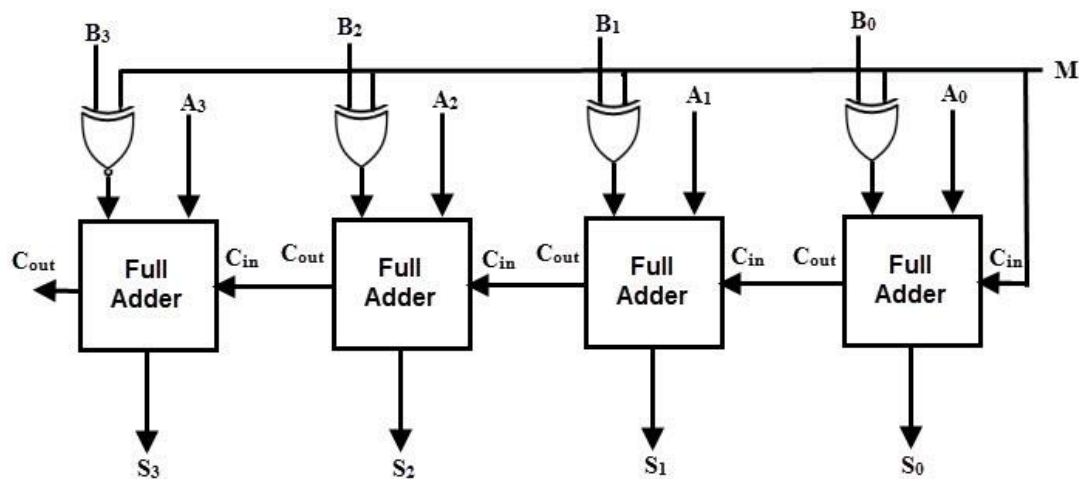 B₃
B₂
B₁
B₀
M
A₃
A₂
A₁
A₀
Cout
Full
Adder
Cin
Cout
Full
Adder
Cin
Cout
Full
Adder
Cin
Cout
Full
Adder
Cin
S₃
S₂
S₁
S₀